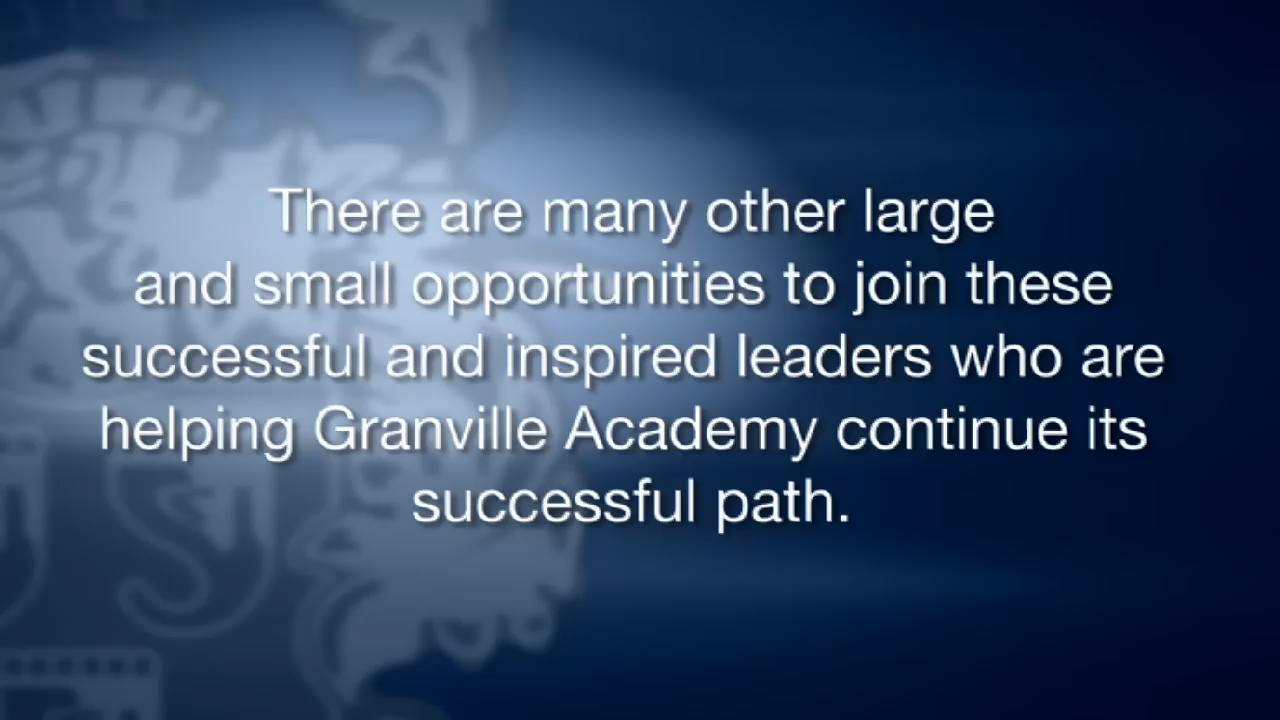 There are many other large
and small opportunities to join these
successful and inspired leaders who are
helping Granville Academy continue its
successful path.